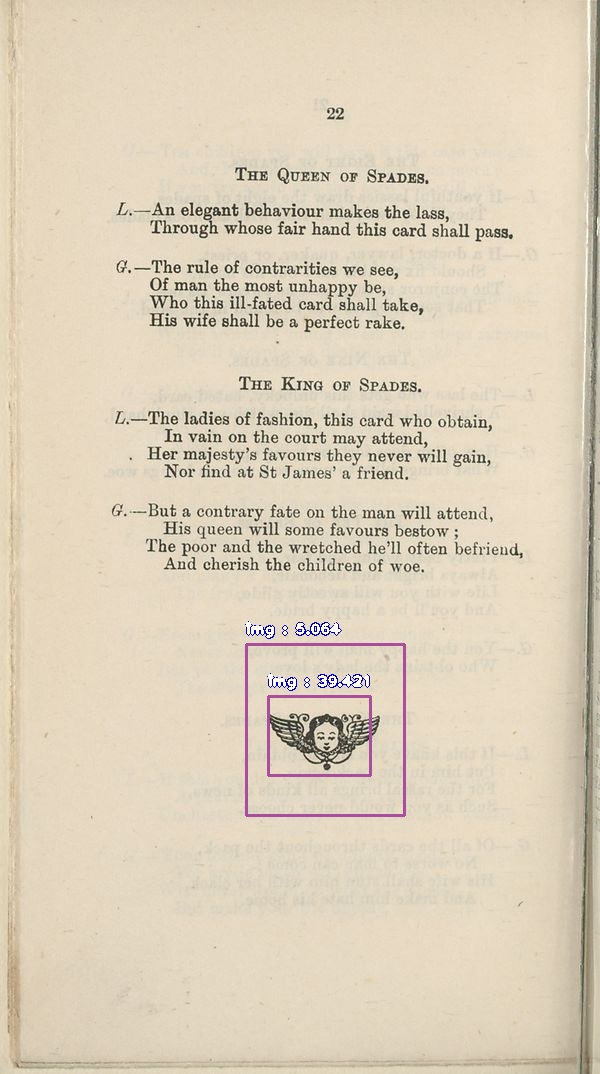 22
THE QUEEN OF SPADES.
L.—An elegant behaviour makes the lass,
Through whose fair hand this card shall pass.
G.—The rule of contrarities we see,
Of man the most unhappy be,
Who this ill-fated card shall take,
His wife shall be a perfect rake.
THE KING OF SPADES.
L.—The ladies of fashion, this card who obtain,
In vain on the court may attend,
Her majesty's favours they never will gain,
Nor find at St James' a friend.
G.—But a contrary fate on the man will attend,
His queen will some favours bestow ;
The poor and the wretched he'll often befriend,
And cherish the children of woe.
img : 5.064
img : 39.421